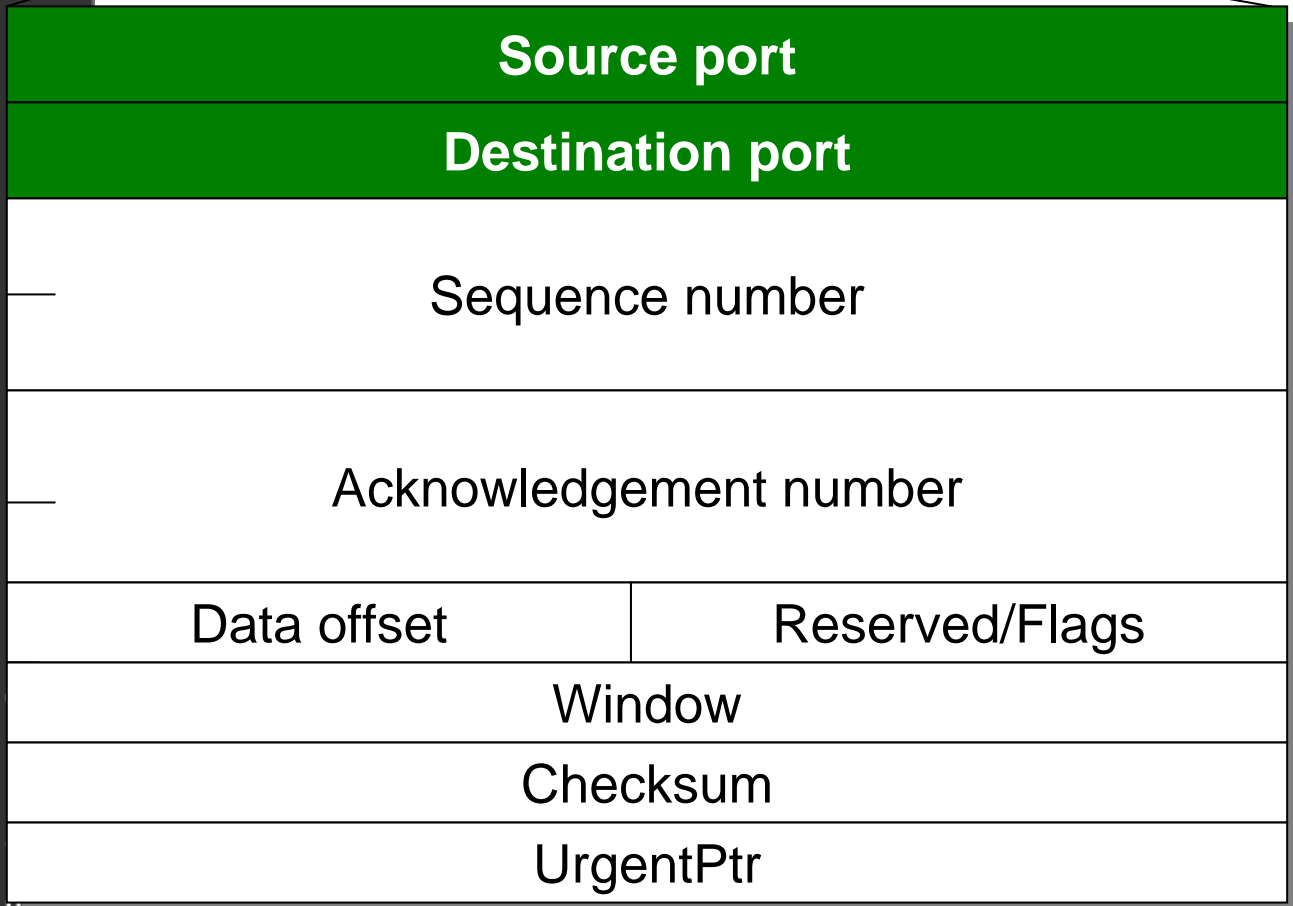 Source port
Destination port
Sequence number
Acknowledgement number
Data offset Reserved/Flags
Window
Checksum
UrgentPtr